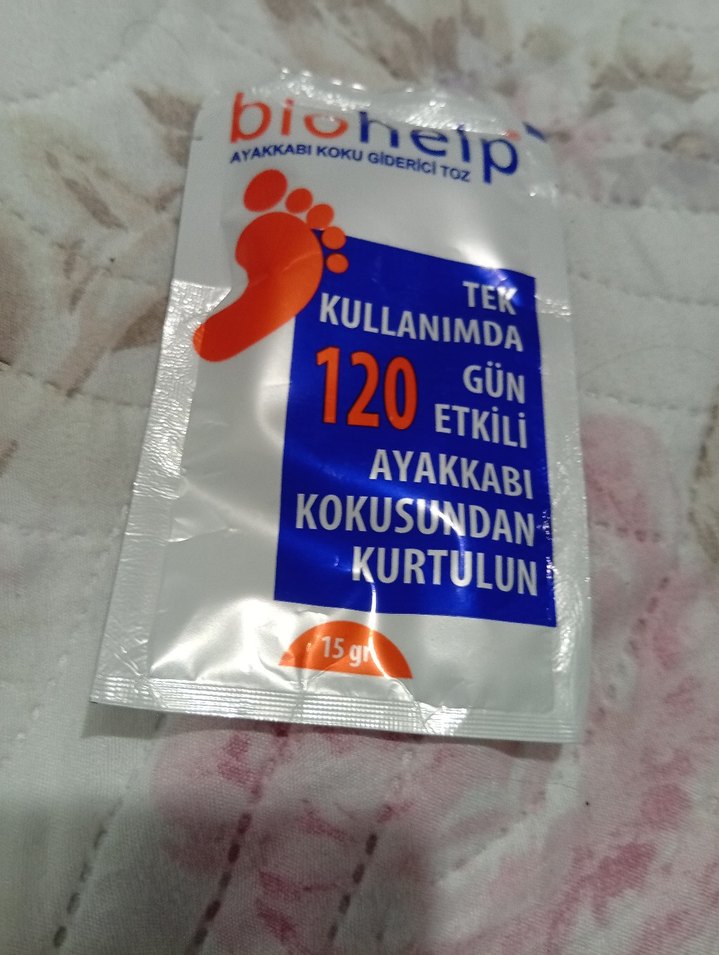 biohelp
AYAKKABI KOKU GİDERİCİ TOZ
TEK
KULLANIMDA
120 GÜN
ETKİLİ
AYAKKABI
KOKUSUNDAN
KURTULUN
15 gr